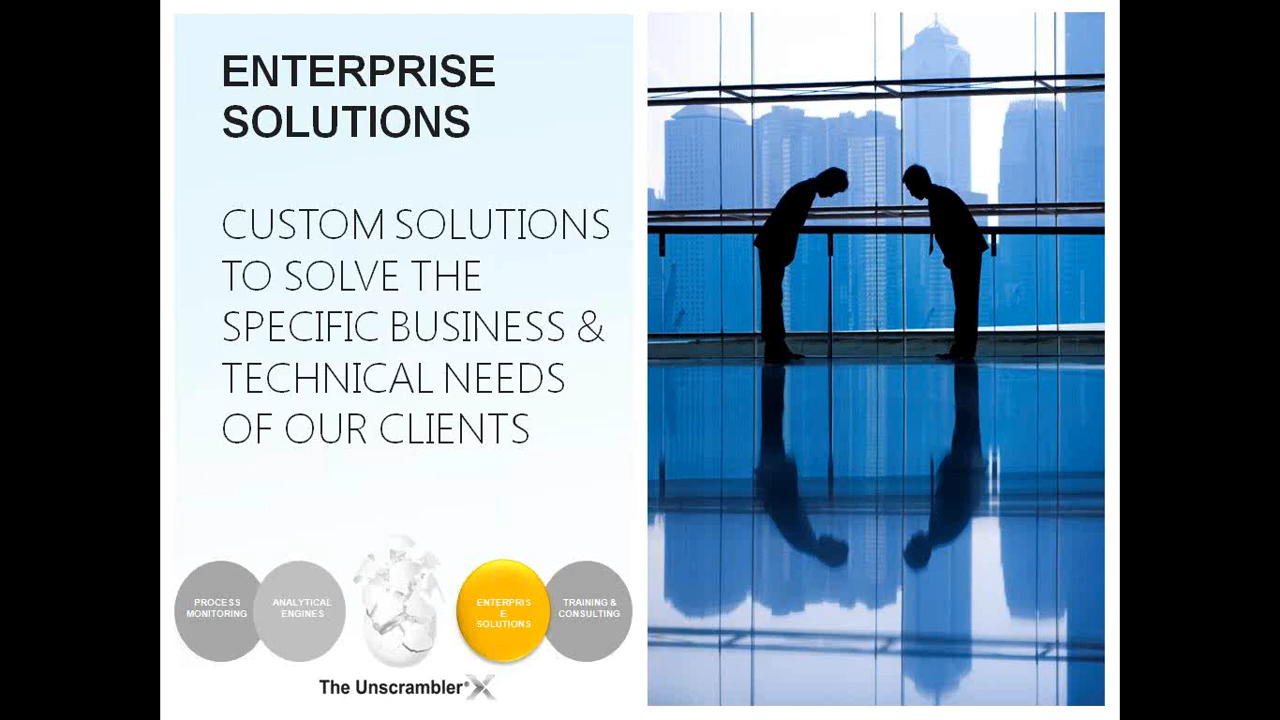 ENTERPRISE
SOLUTIONS
CUSTOM SOLUTIONS
TO SOLVE THE
SPECIFIC BUSINESS &
TECHNICAL NEEDS
OF OUR CLIENTS
PROCESS
MONITORING
ANALYTICAL
ENGINES
ENTERPRIS
E
SOLUTIONS
TRAINING &
CONSULTING
The Unscrambler® X